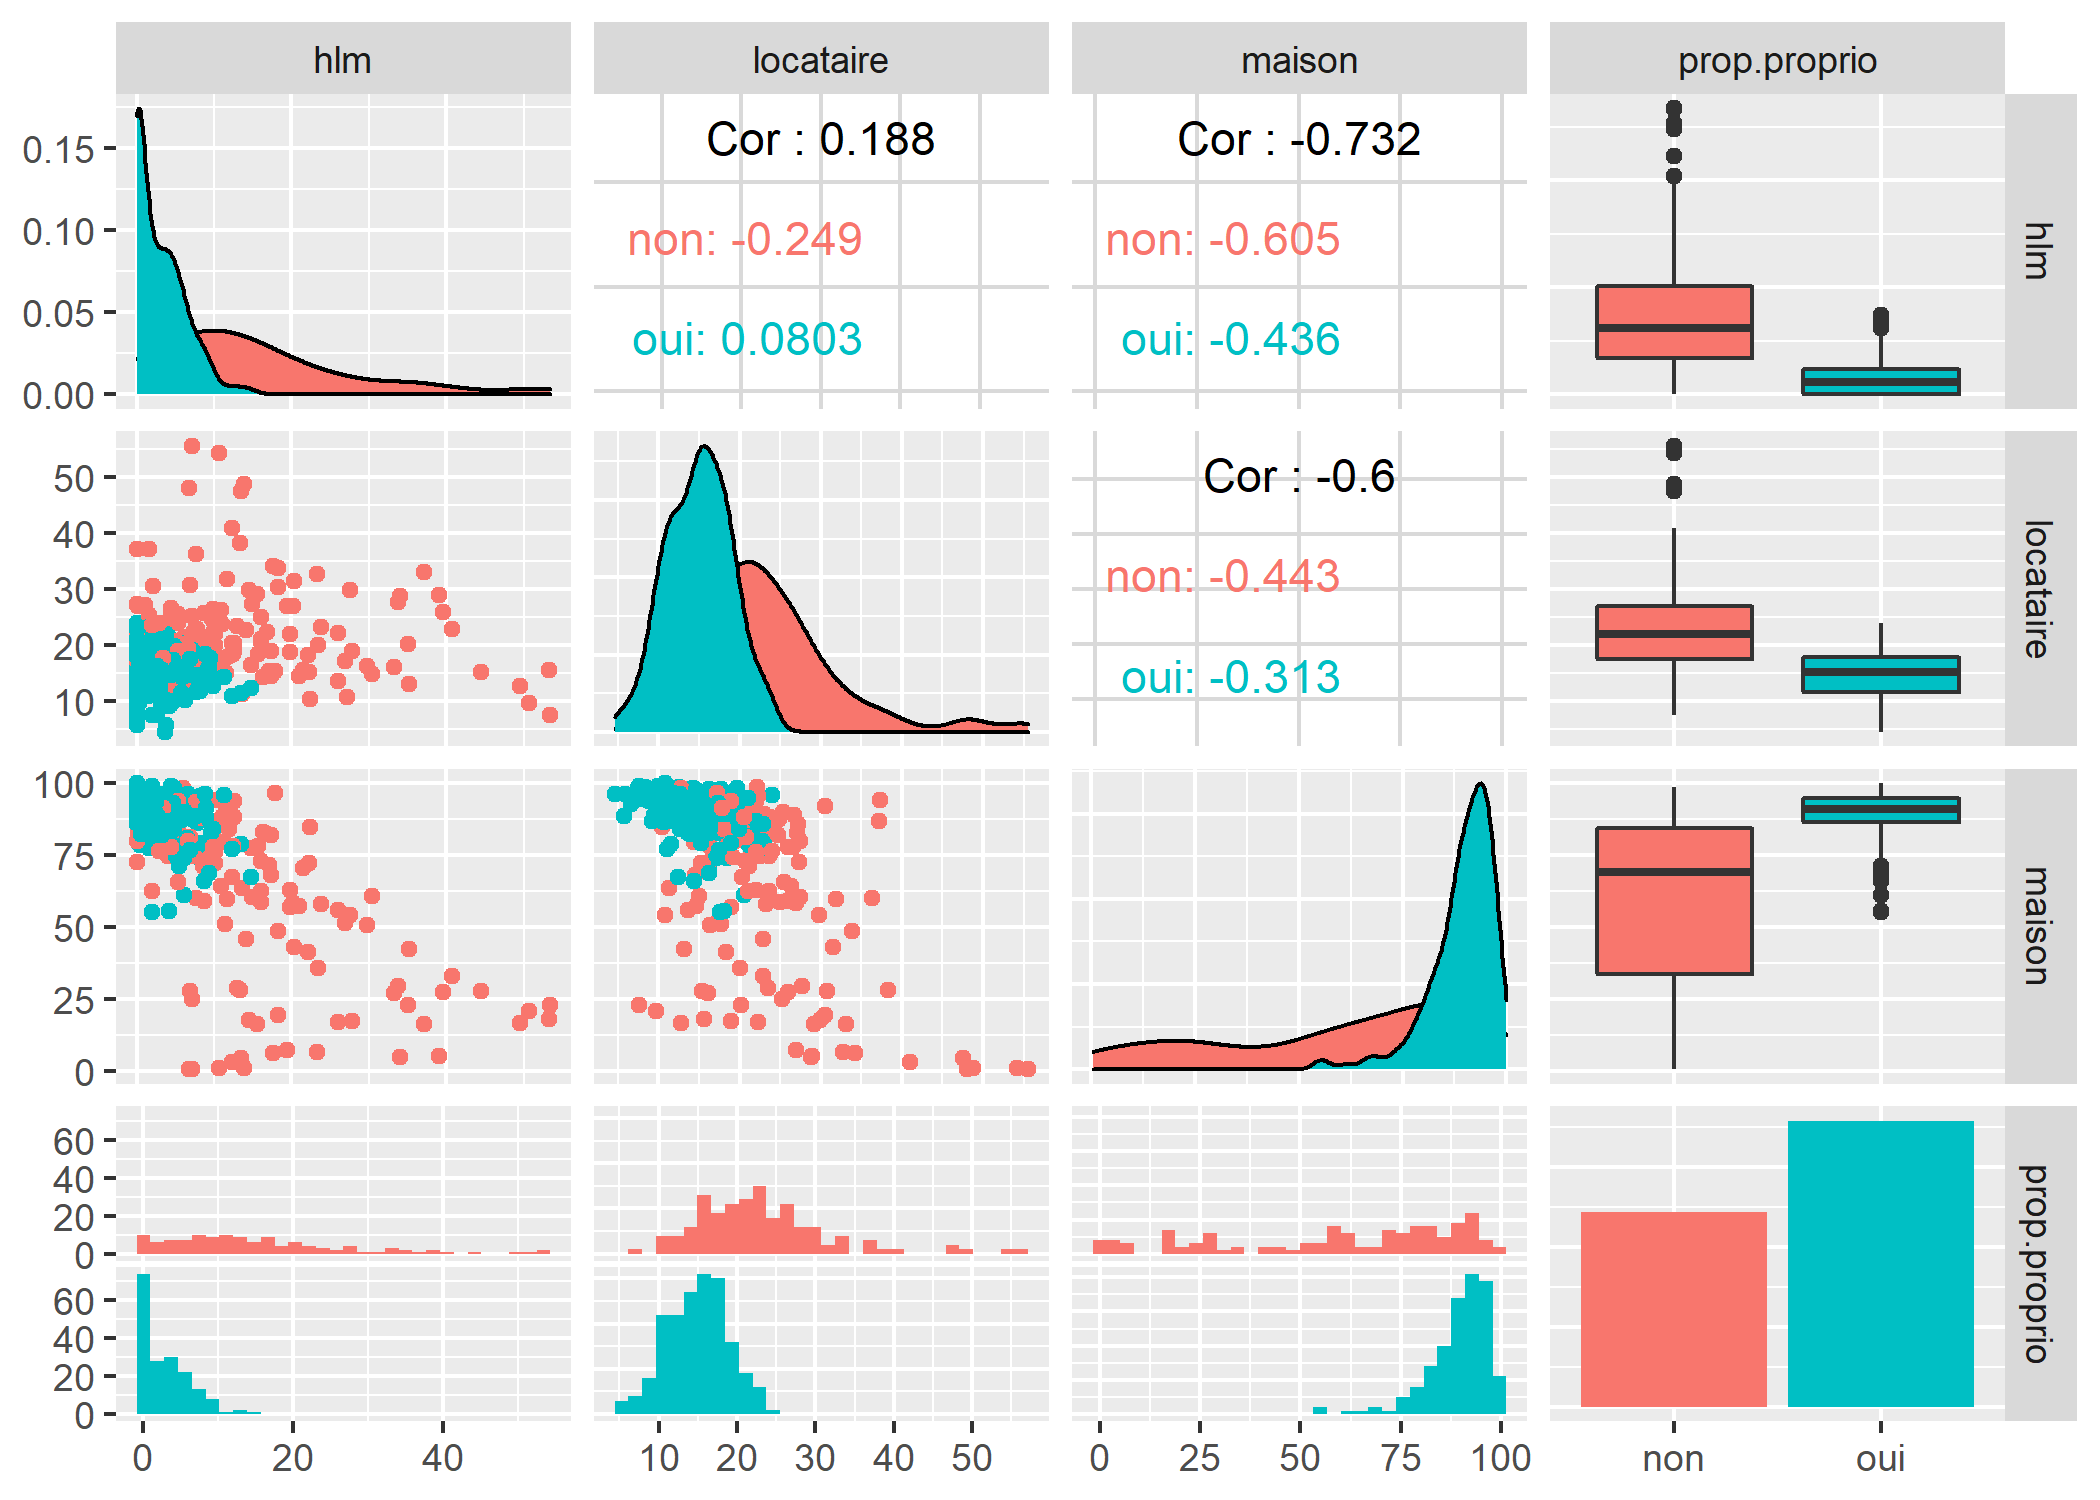 hlm locataire maison prop.proprio
0.15
0.10
0.05
0.00
Cor : 0.188
non: -0.249
oui: 0.0803
Cor : -0.732
non: -0.605
oui: -0.436
hlm
50
40
30
20
10
Cor : -0.6
non: -0.443
oui: -0.313
locataire
100
75
50
25
0
maison
60
40
20
0
60
40
20
0
prop.proprio
0 20 40
10 20 30 40 50
0 25 50 75 100
non oui